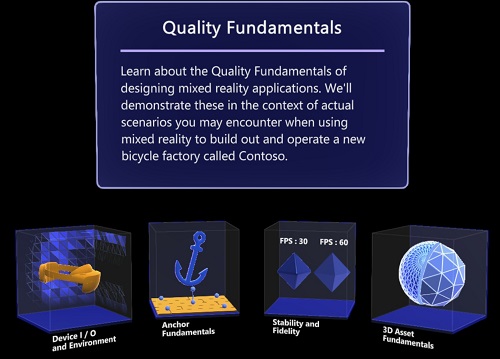 Quality Fundamentals
Learn about the Quality Fundamentals of
designing mixed reality applications. We'll
demonstrate these in the context of actual
scenarios you may encounter when using
mixed reality to build out and operate a new
bicycle factory called Contoso.
FPS : 30 FPS : 60
Device I / O
and Environment
Anchor
Fundamentals
Stability and
Fidelity
3D Asset
Fundamentals